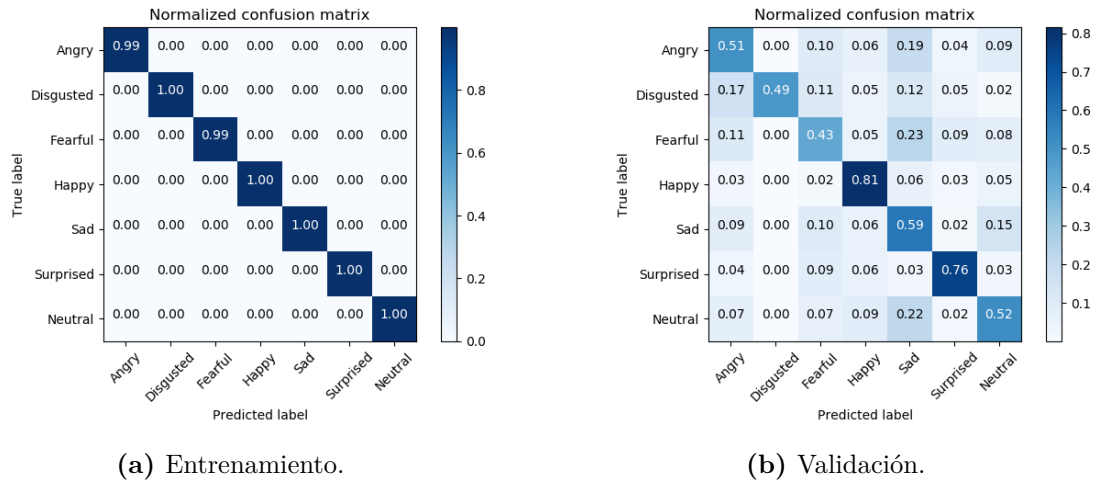 Normalized confusion matrix
Angry 0.99 0.00 0.00 0.00 0.00 0.00 0.00
Disgusted 0.00 1.00 0.00 0.00 0.00 0.00 0.00
Fearful 0.00 0.00 0.99 0.00 0.00 0.00 0.00
Happy 0.00 0.00 0.00 1.00 0.00 0.00 0.00
Sad 0.00 0.00 0.00 0.00 1.00 0.00 0.00
Surprised 0.00 0.00 0.00 0.00 0.00 1.00 0.00
Neutral 0.00 0.00 0.00 0.00 0.00 0.00 1.00
True label
Angry Disgusted Fearful Happy Sad Surprised Neutral
Predicted label
0.8
0.6
0.4
0.2
0.0
(a) Entrenamiento.
Normalized confusion matrix
Angry 0.51 0.00 0.10 0.06 0.19 0.04 0.09
Disgusted 0.17 0.49 0.11 0.05 0.12 0.05 0.02
Fearful 0.11 0.00 0.43 0.05 0.23 0.09 0.08
Happy 0.03 0.00 0.02 0.81 0.06 0.03 0.05
Sad 0.09 0.00 0.10 0.06 0.59 0.02 0.15
Surprised 0.04 0.00 0.09 0.06 0.03 0.76 0.03
Neutral 0.07 0.00 0.07 0.09 0.22 0.02 0.52
True label
Angry Disgusted Fearful Happy Sad Surprised Neutral
Predicted label
0.8
0.7
0.6
0.5
0.4
0.3
0.2
0.1
(b) Validación.